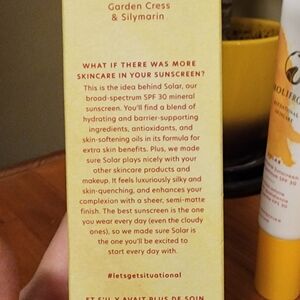 Garden Cress
& Silymarin
WHAT IF THERE WAS MORE
SKINCARE IN YOUR SUNSCREEN?
This is the idea behind Solar, our
broad-spectrum SPF 30 mineral
sunscreen. You'll find a blend of
hydrating and barrier-supporting
ingredients, antioxidants, and
skin-softening oils in its formula for
extra skin benefits. Plus, we made
sure Solar plays nicely with your
other skincare products and
makeup. It feels luxuriously silky and
skin-quenching, and enhances your
complexion with a sheer, semi-matte
finish. The best sunscreen is the one
you wear every day (even the cloudy
ones), so we made sure Solar is
the one you'll be excited to
start every day with.
#letsgetsituational
ET S'IL Y AVAIT PLUS DE SOIN